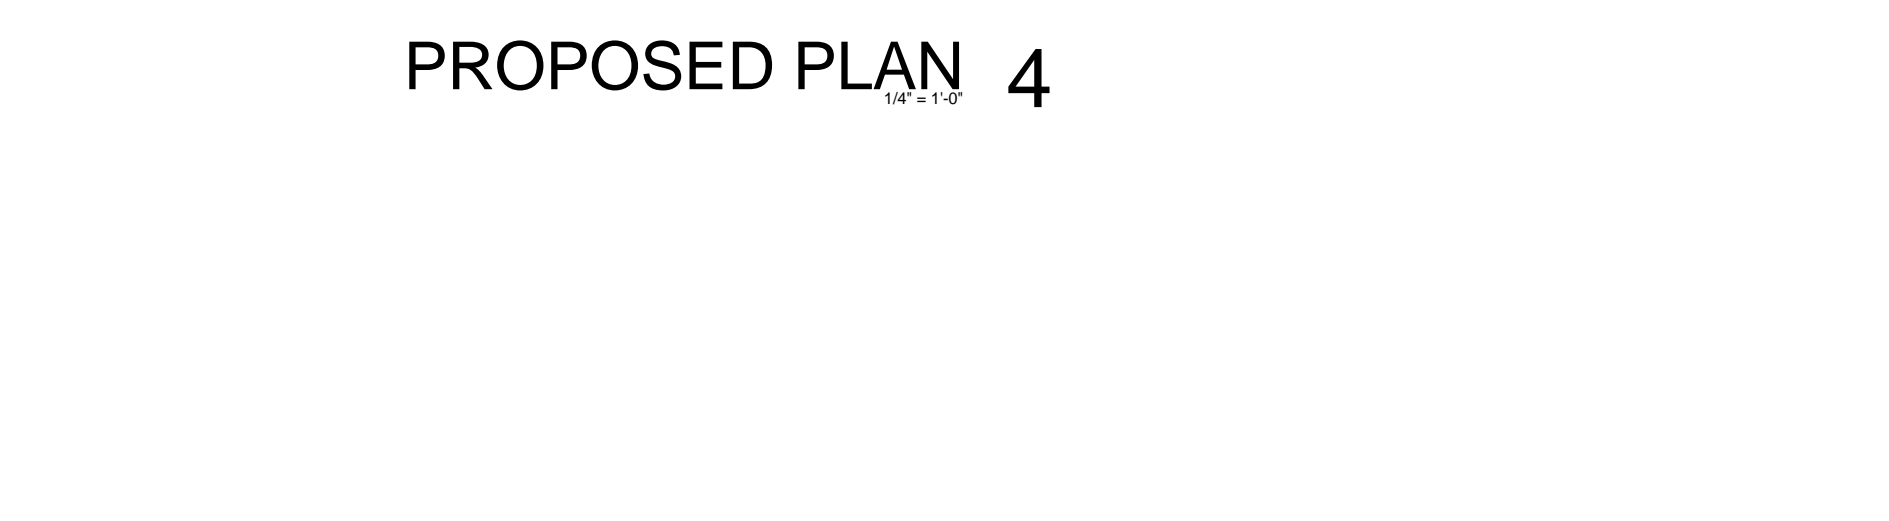 PROPOSED PLAN 4
1/4" = 1'-0"